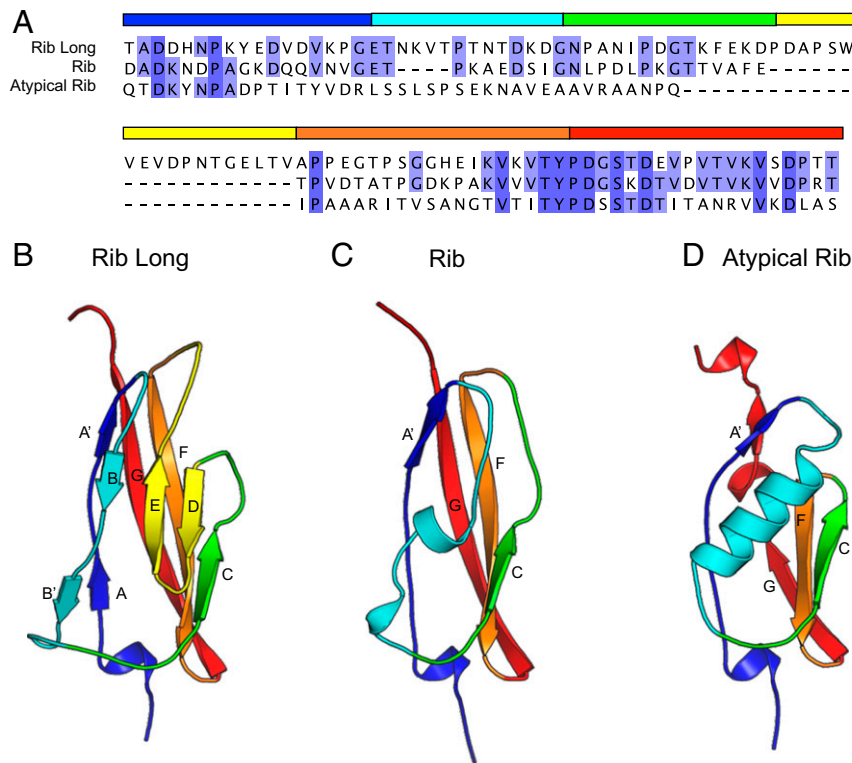 A
Rib Long T A D D H N P K Y E D V D V K P G E T N K V T P T N T D K D G N P A N I P D G T K F E K D P D A P S W
Rib D A D K N D P A G K D Q Q V N V G E T - - - - P K A E D S I G N L P D L P K G T T V A F E - - - - - -
Atypical Rib Q T D K Y N P A D P T I T Y V D R L S S L S P S E K N A V E A A V R A A N P Q - - - - - - - - - - - -
V E V D P N T G E L T V A P P E G T P S G G H E I K V K V T Y P D G S T D E V P V T V K V S D P T T
- - - - - - - - - - - - T P V D T A T P G D K P A K V V V T Y P D G S K D T V D V T V K V V D P R T
- - - - - - - - - - - - I P A A A R I T V S A N G T V T I T Y P D S S T D T I T A N R V V K D L A S
B Rib Long
A' B G F E D B' A C
C Rib
A' F G C
D Atypical Rib
A' F C G